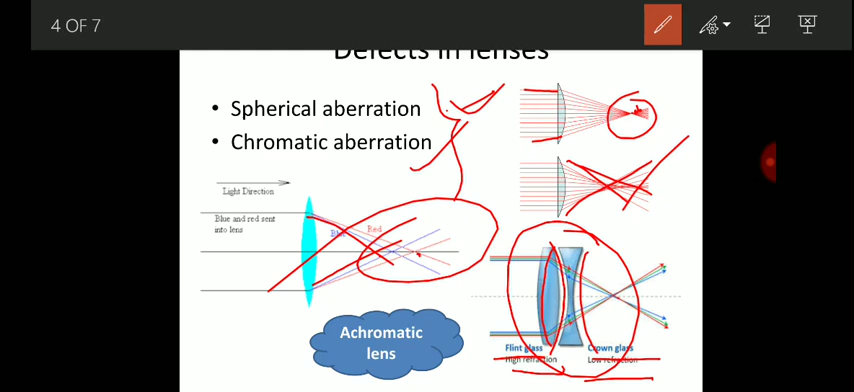 4 OF 7
Defects in lenses
• Spherical aberration
• Chromatic aberration
Light Direction
Blue and red sent
into lens
Blue
Red
Achromatic
lens
Flint glass
High refraction
Crown glass
Low refraction